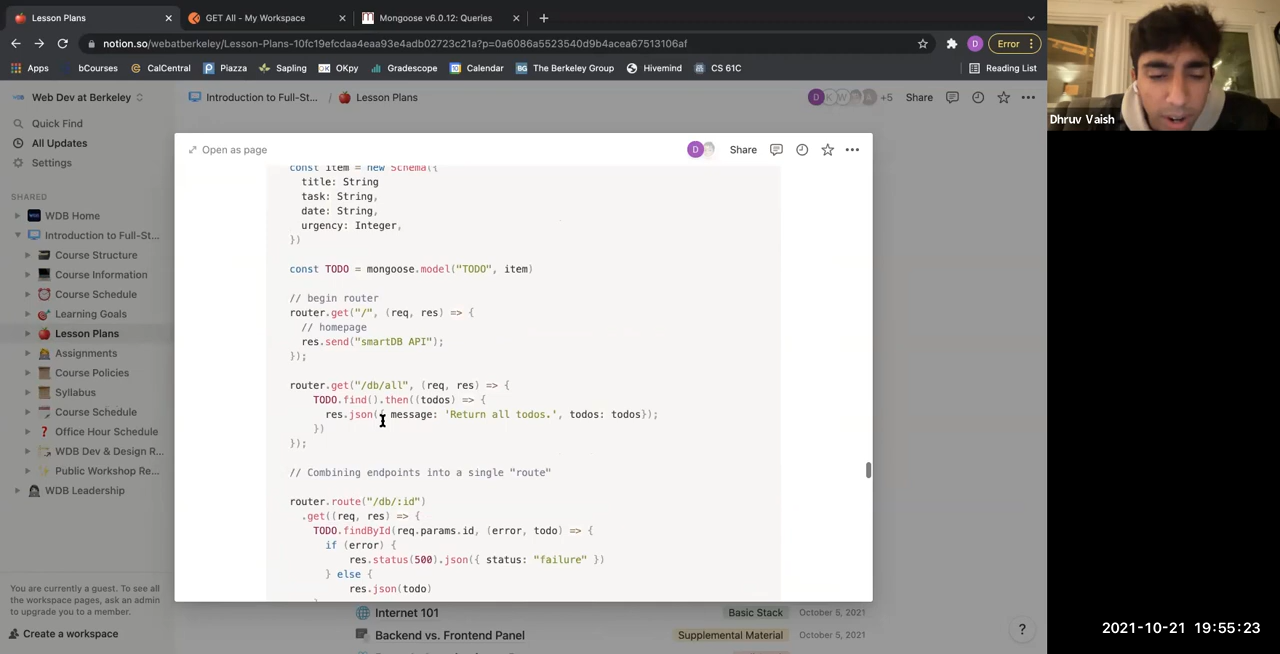 Lesson Plans
GET All - My Workspace
Mongoose v6.0.12: Queries
notion.so/webatberkeley/Lesson-Plans-10fc19efcdaa4eaa93e4adb02723c21a?p=0a6086a5523540d9b4acea67513106af
D
Error
Apps
bCourses
CalCentral
Piazza
Sapling
OKpy
Gradescope
Calendar
The Berkeley Group
Hivemind
CS 61C
Reading List
Dhruv Vaish
Web Dev at Berkeley
Introduction to Full-St...
/
Lesson Plans
+5
Share
Quick Find
All Updates
Settings
SHARED
WDB Home
Introduction to Full-St...
Course Structure
Course Information
Course Schedule
Learning Goals
Lesson Plans
Assignments
Course Policies
Syllabus
Course Schedule
Office Hour Schedule
WDB Dev & Design R...
Public Workshop Re...
WDB Leadership
You are currently a guest. To see all
the workspace pages, ask an admin
to upgrade you to a member.
Create a workspace
Open as page
D
Share
const item = new Schema({
title: String
task: String,
date: String,
urgency: Integer,
})
const TODO = mongoose.model("TODO", item)
// begin router
router.get("/", (req, res) => {
// homepage
res.send("smartDB API");
});
router.get("/db/all", (req, res) => {
TODO.find().then((todos) => {
res.json({ message: 'Return all todos.', todos: todos});
})
});
// Combining endpoints into a single "route"
router.route("/db/:id")
.get((req, res) => {
TODO.findById(req.params.id, (error, todo) => {
if (error) {
res.status(500).json({ status: "failure" })
} else {
res.json(todo)
Internet 101
Basic Stack
October 5, 2021
Backend vs. Frontend Panel
Supplemental Material
October 5, 2021
?
2021-10-21 19:55:23